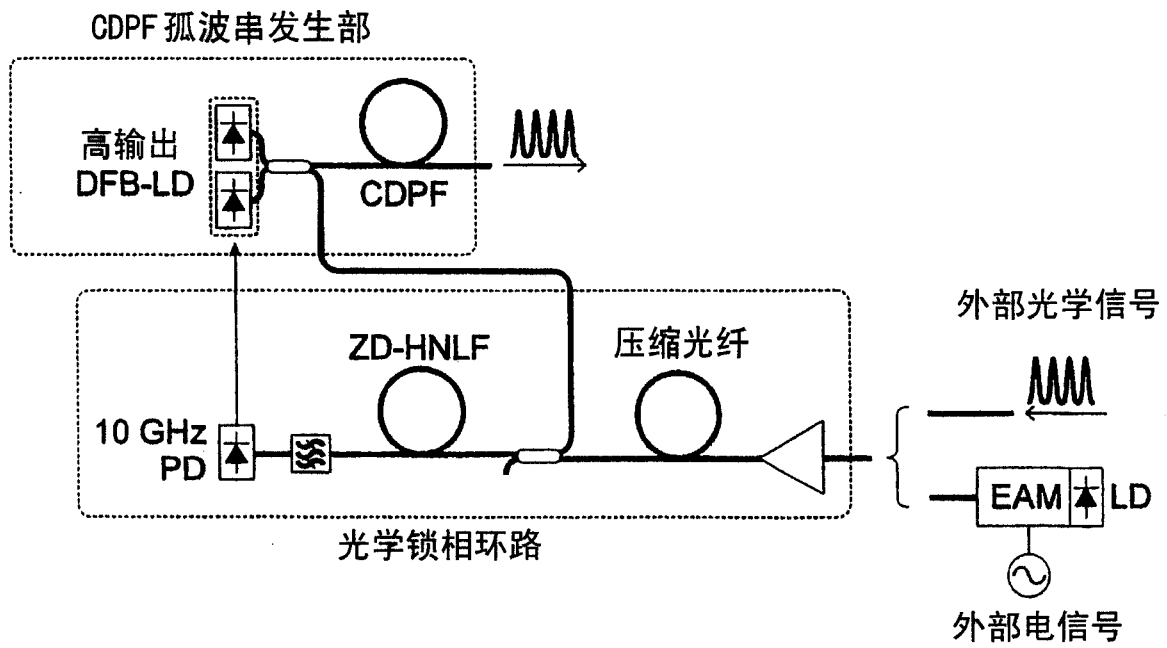 CDPF 孤波串发生部
高输出
DFB-LD
CDPF
外部光学信号
ZD-HNLF
压缩光纤
10 GHz
PD
EAM
LD
光学锁相环路
外部电信号